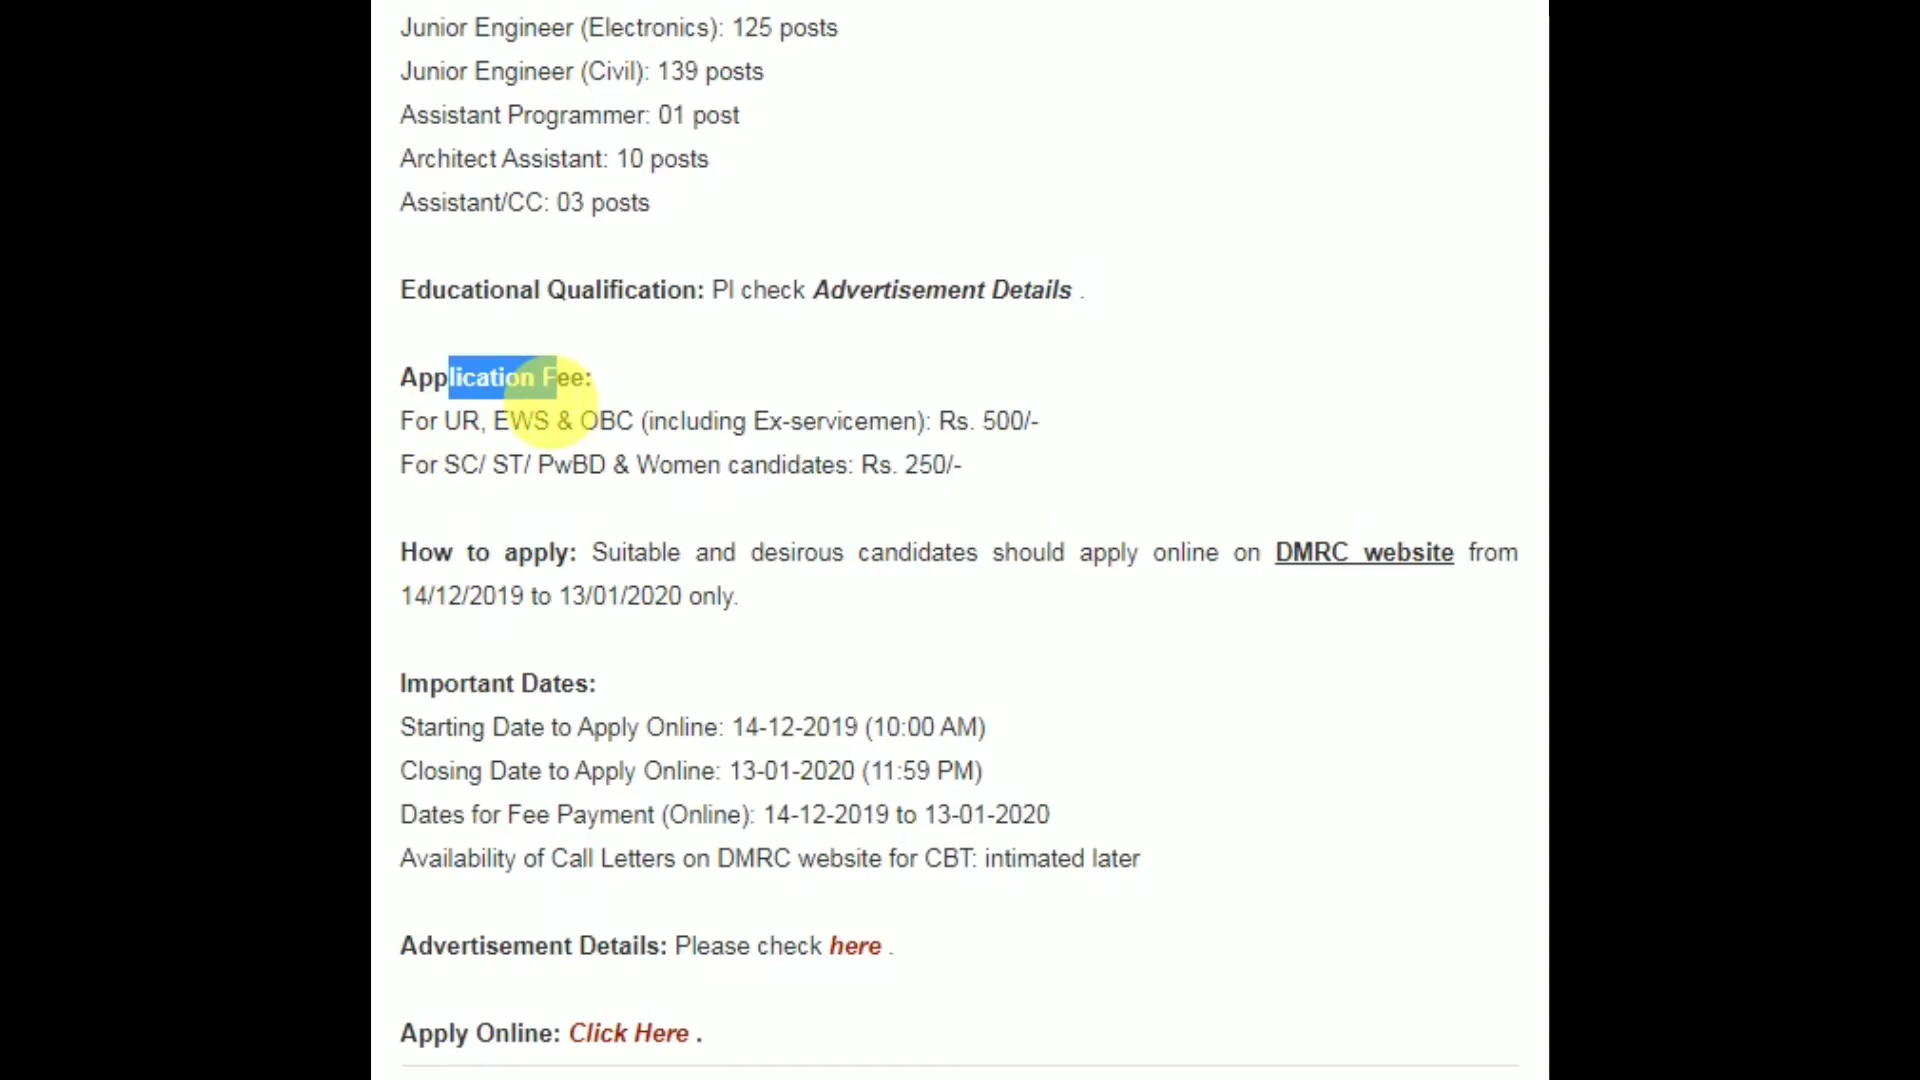 Junior Engineer (Electronics): 125 posts
Junior Engineer (Civil): 139 posts
Assistant Programmer: 01 post
Architect Assistant: 10 posts
Assistant/CC: 03 posts
Educational Qualification: Pl check Advertisement Details .
Application Fee:
For UR, EWS & OBC (including Ex-servicemen): Rs. 500/-
For SC/ ST/ PwBD & Women candidates: Rs. 250/-
How to apply: Suitable and desirous candidates should apply online on DMRC website from
14/12/2019 to 13/01/2020 only.
Important Dates:
Starting Date to Apply Online: 14-12-2019 (10:00 AM)
Closing Date to Apply Online: 13-01-2020 (11:59 PM)
Dates for Fee Payment (Online): 14-12-2019 to 13-01-2020
Availability of Call Letters on DMRC website for CBT: intimated later
Advertisement Details: Please check here .
Apply Online: Click Here .